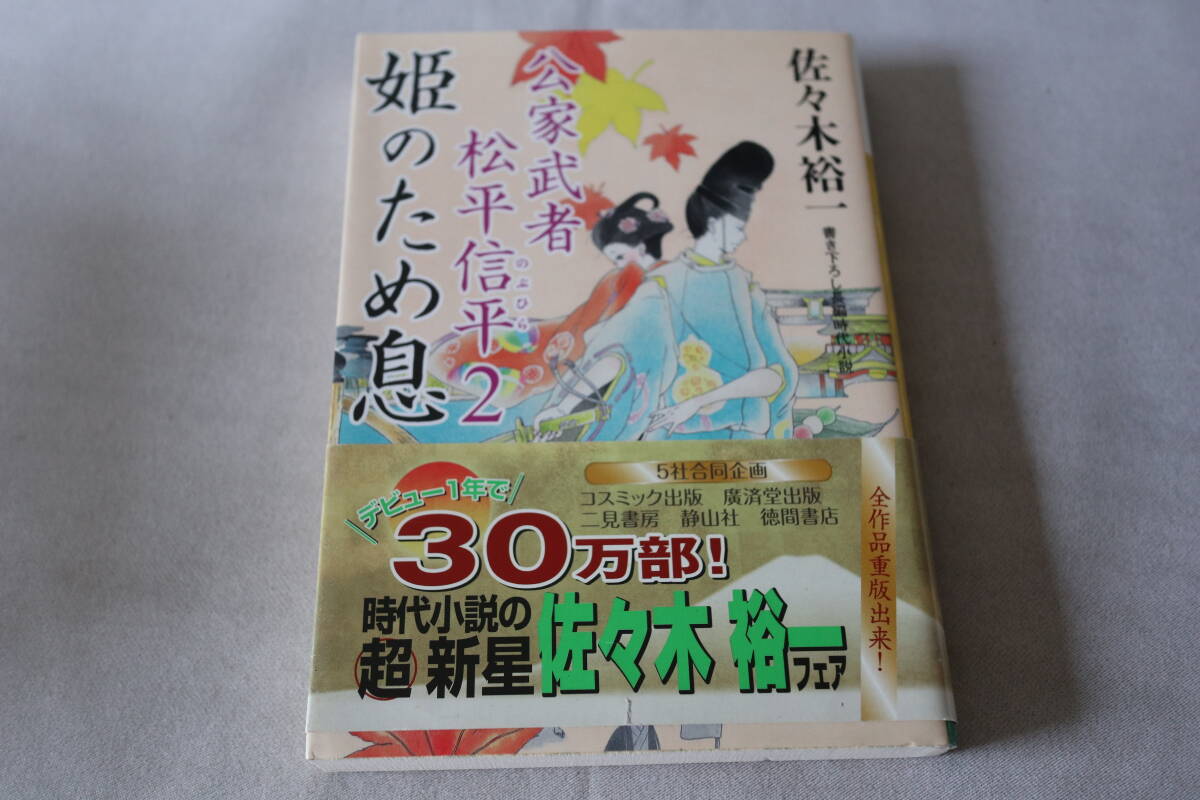 佐々木裕一
書き下ろし長編時代小説
公家武者
松平信平2
のぶひら
姫のため息
5社合同企画
コスミック出版　廣済堂出版
二見書房　静山社　徳間書店
デビュー1年で
30万部！
時代小説の
超新星
佐々木 裕一
フェア
全作品重版出来！